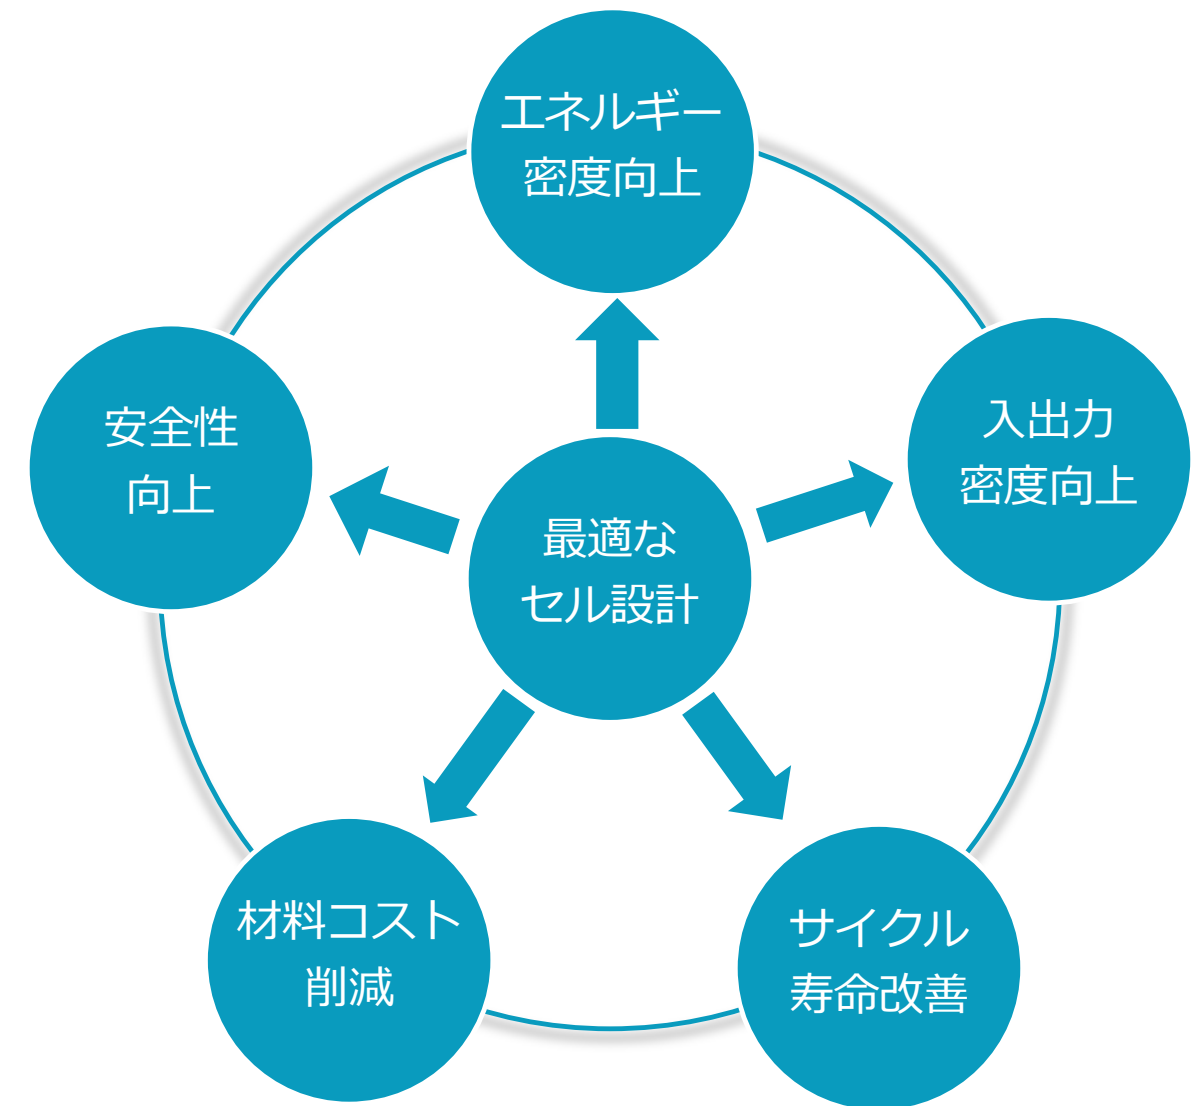 エネルギー
密度向上
入出力
密度向上
安全性
向上
最適な
セル設計
材料コスト
削減
サイクル
寿命改善